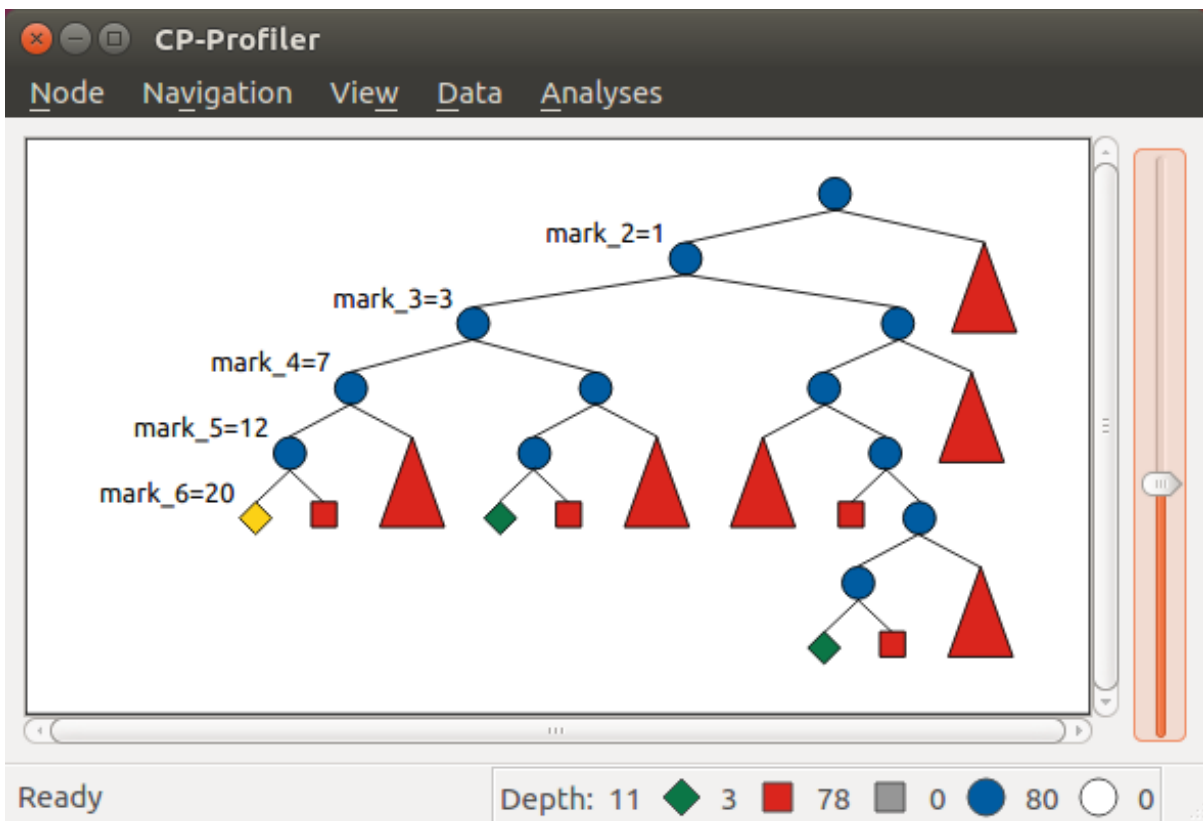 CP-Profiler
Node Navigation View Data Analyses
mark_2=1
mark_3=3
mark_4=7
mark_5=12
mark_6=20
Ready Depth: 11 3 78 0 80 0